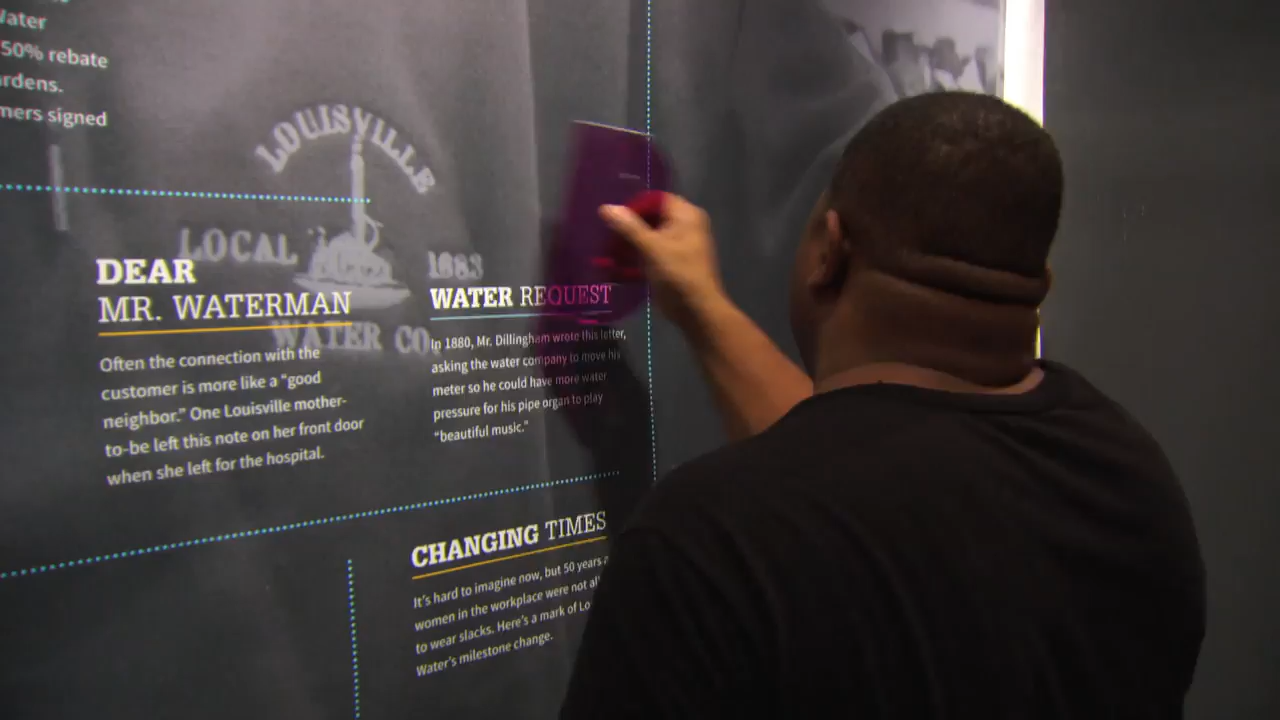 Water
50% rebate
signed
LOUISVILLE
LOCAL
1883
WATER CO.
DEAR
MR. WATERMAN
Often the connection with the
customer is more like a “good
neighbor.” One Louisville mother-
to-be left this note on her front door
when she left for the hospital.
WATER REQUEST
In 1880, Mr. Dillingham wrote this letter,
asking the water company to move his
meter so he could have more water
pressure for his pipe organ to play
“beautiful music.”
CHANGING TIMES
It’s hard to imagine now, but 50 years
women in the workplace were not
to wear slacks. Here’s a mark of
Water’s milestone change.